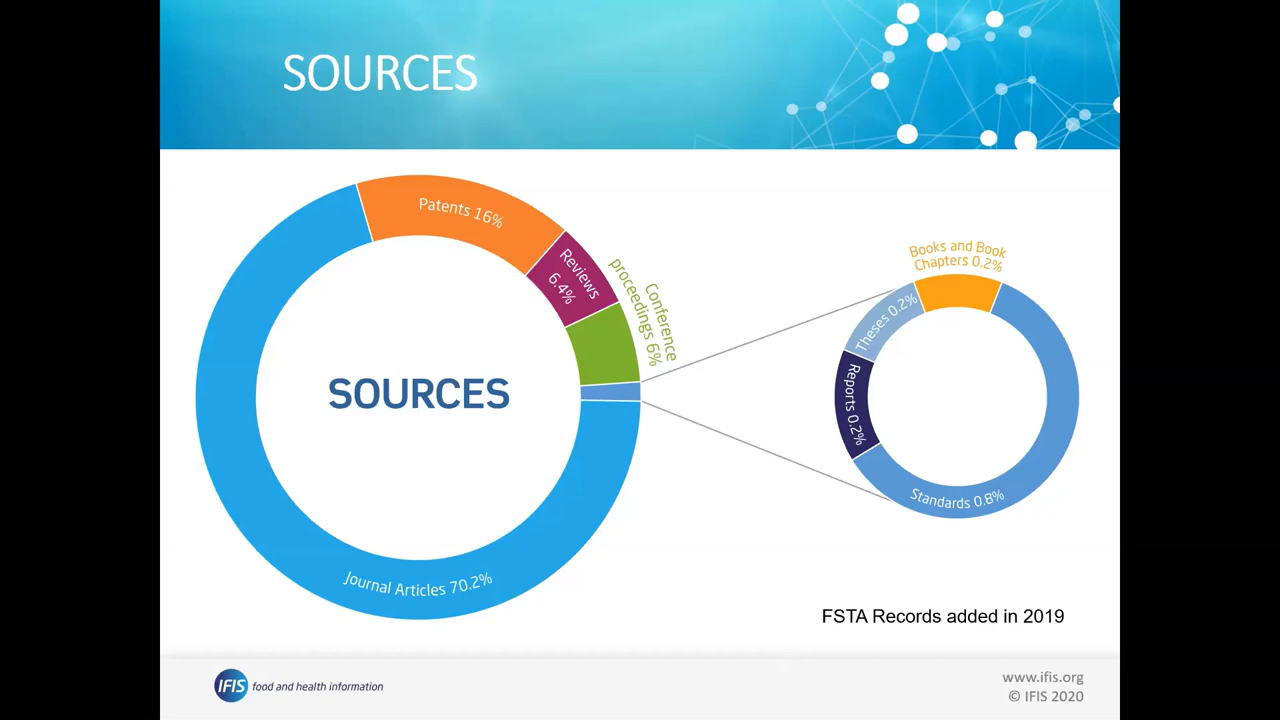 SOURCES
Patents 16%
Reviews
6.4%
Conference
proceedings 6%
SOURCES
Journal Articles 70.2%
Books and Book
Chapters 0.2%
Theses 0.2%
Reports 0.2%
Standards 0.8%
FSTA Records added in 2019
IFIS food and health information
www.ifis.org
© IFIS 2020